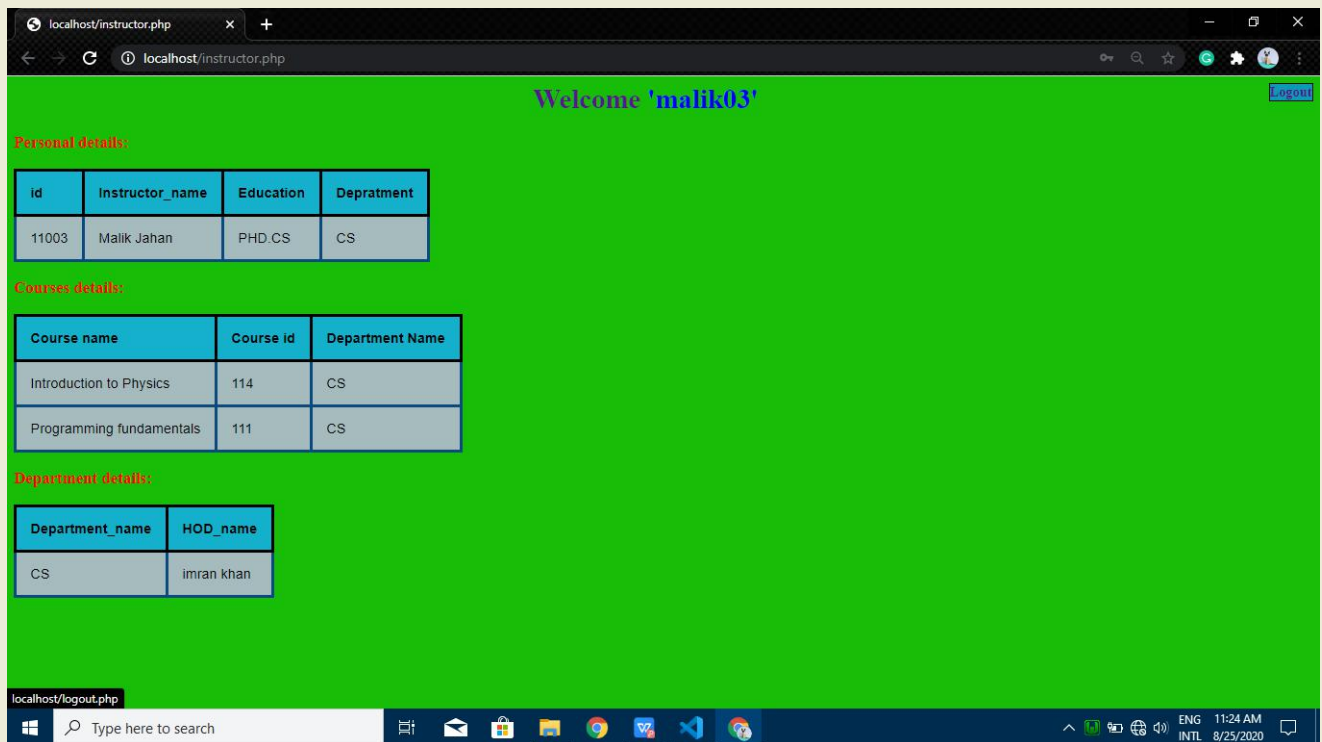 localhost/instructor.php
localhost/instructor.php
Welcome 'malik03'
Logout
Personal details:
id Instructor_name Education Depratment
11003 Malik Jahan PHD.CS CS
Courses details:
Course name Course id Department Name
Introduction to Physics 114 CS
Programming fundamentals 111 CS
Department details:
Department_name HOD_name
CS imran khan
localhost/logout.php
Type here to search
ENG 11:24 AM
INTL 8/25/2020